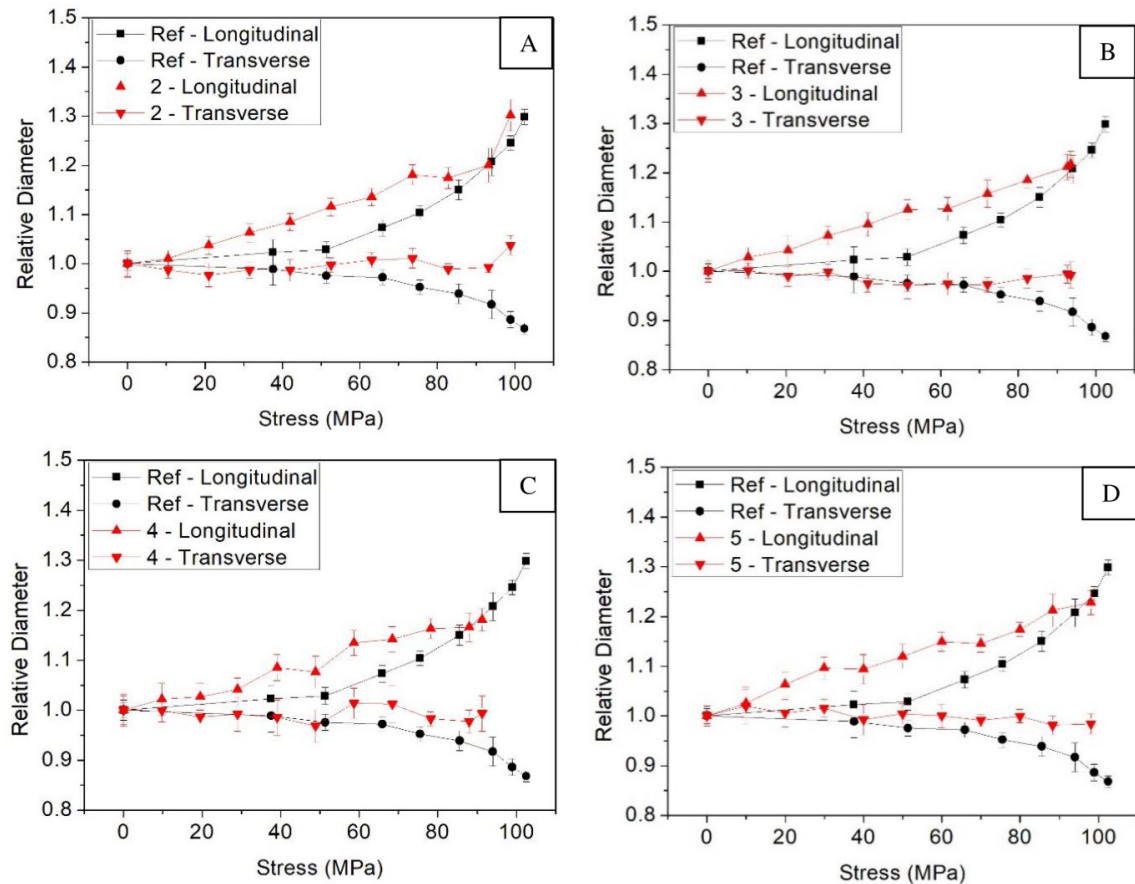 1.5
1.4
1.3
1.2
1.1
1.0
0.9
0.8
Relative Diameter
Ref - Longitudinal
Ref - Transverse
2 - Longitudinal
2 - Transverse
A
0 20 40 60 80 100
Stress (MPa)
1.5
1.4
1.3
1.2
1.1
1.0
0.9
0.8
Relative Diameter
Ref - Longitudinal
Ref - Transverse
3 - Longitudinal
3 - Transverse
B
0 20 40 60 80 100
Stress (MPa)
1.5
1.4
1.3
1.2
1.1
1.0
0.9
0.8
Relative Diameter
Ref - Longitudinal
Ref - Transverse
4 - Longitudinal
4 - Transverse
C
0 20 40 60 80 100
Stress (MPa)
1.5
1.4
1.3
1.2
1.1
1.0
0.9
0.8
Relative Diameter
Ref - Longitudinal
Ref - Transverse
5 - Longitudinal
5 - Transverse
D
0 20 40 60 80 100
Stress (MPa)